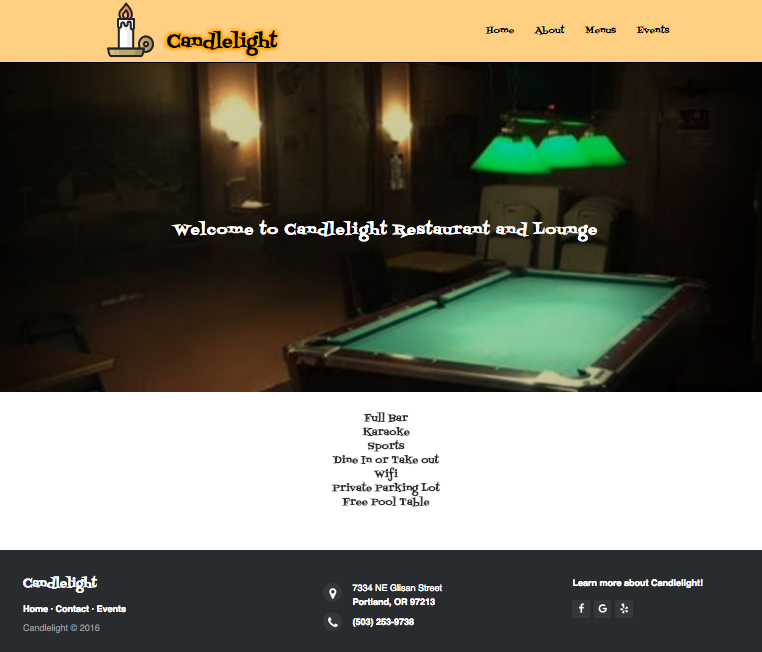 Candlelight
Home About Menus Events
Welcome to Candlelight Restaurant and Lounge
Full Bar
Karaoke
Sports
Dine In or Take out
Wifi
Private Parking Lot
Free Pool Table
Candlelight
Home · Contact · Events
Candlelight © 2016
7334 NE Glisan Street
Portland, OR 97213
(503) 253-9738
Learn more about Candlelight!